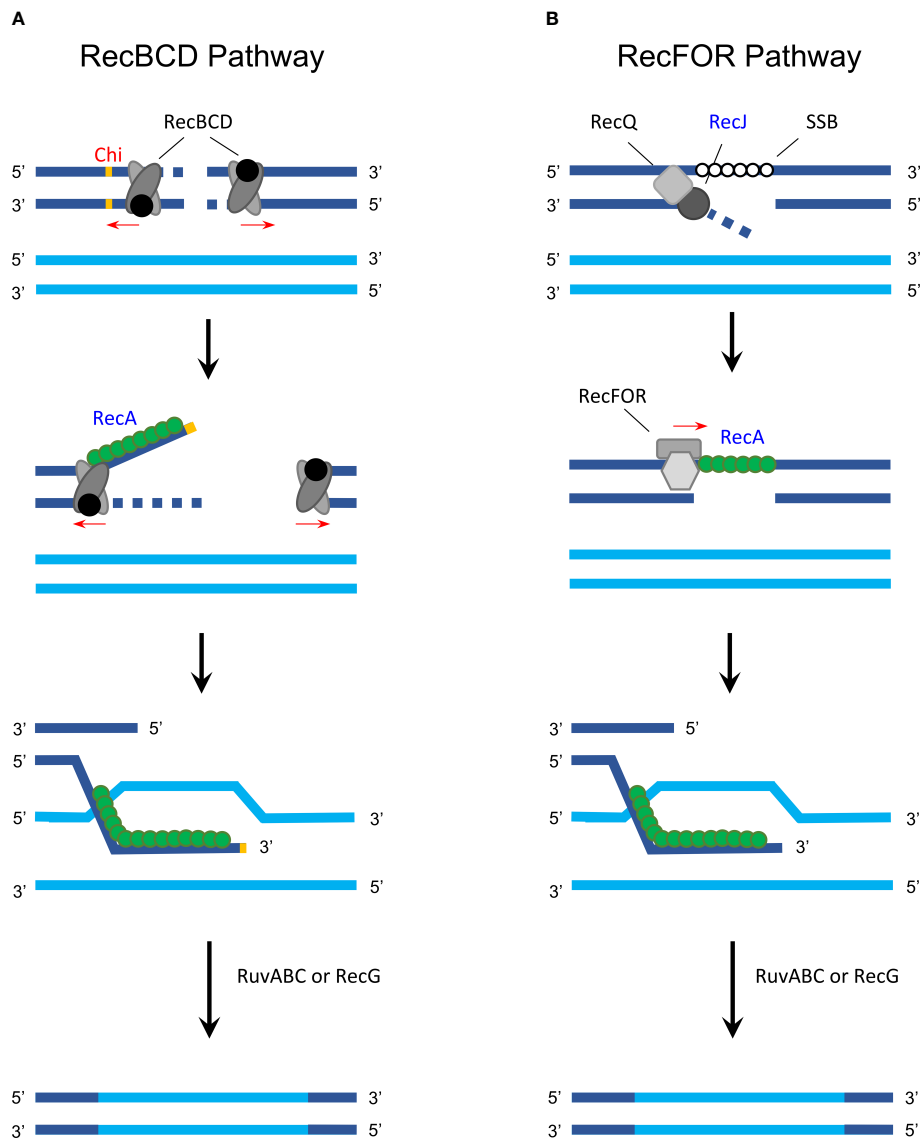 A
RecBCD Pathway
RecBCD
Chi
5’ 3’
3’ 5’
5’ 3’
3’ 5’
RecA
3’ 5’
5’
5’ 3’
3’
3’ 5’
RuvABC or RecG
5’ 3’
3’ 5’
B
RecFOR Pathway
RecQ RecJ SSB
5’ 3’
3’ 5’
5’ 3’
3’ 5’
RecFOR
RecA
3’ 5’
5’
5’ 3’
3’
3’ 5’
RuvABC or RecG
5’ 3’
3’ 5’